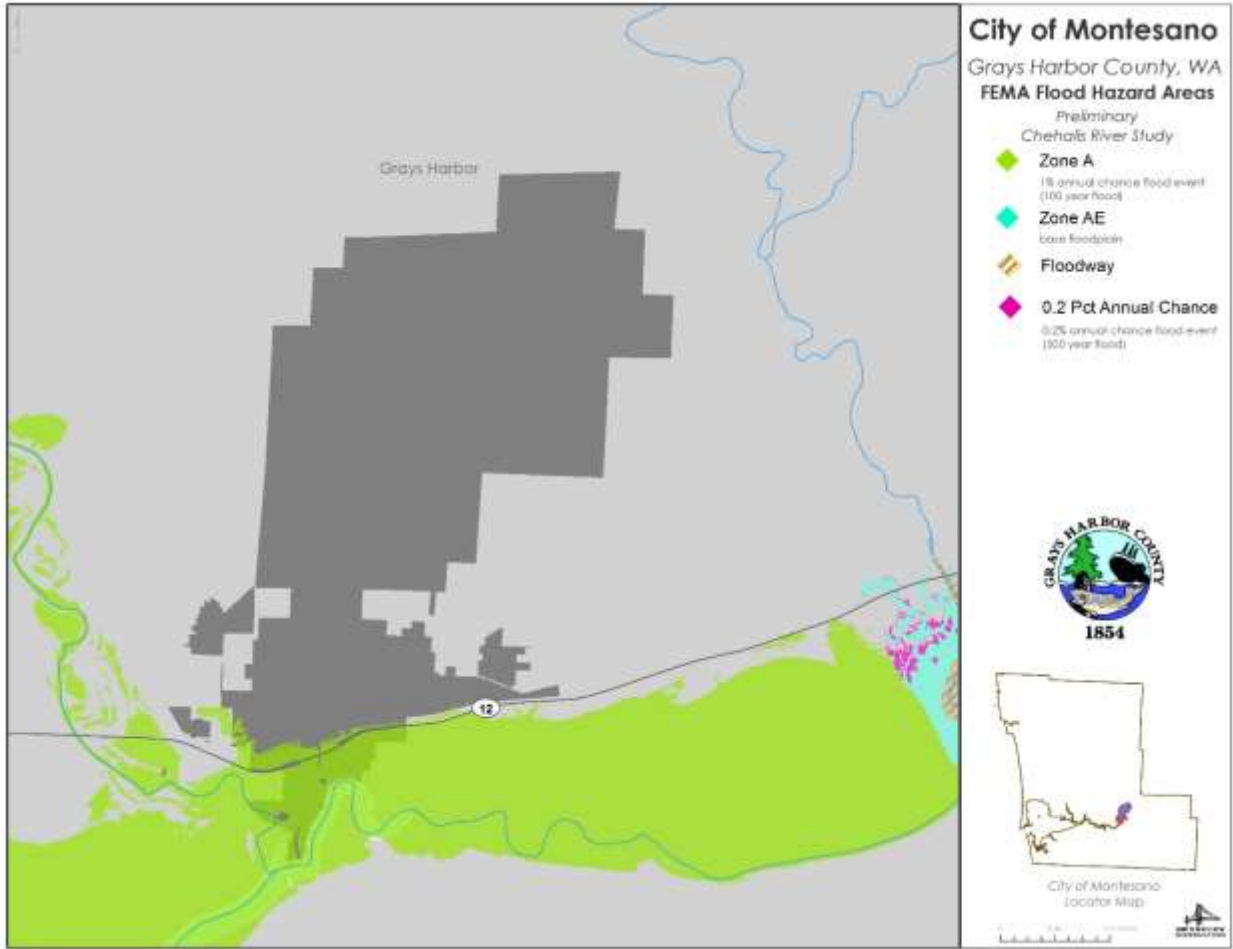 City of Montesano
Grays Harbor County, WA
FEMA Flood Hazard Areas
Preliminary
Chehalis River Study
Zone A
1% annual chance flood event
(100 year flood)
Zone AE
base floodplain
Floodway
0.2 Pct Annual Chance
0.2% annual chance flood event
(500 year flood)
Grays Harbor
12
GRAYS HARBOR COUNTY
1854
City of Montesano
Locator Map